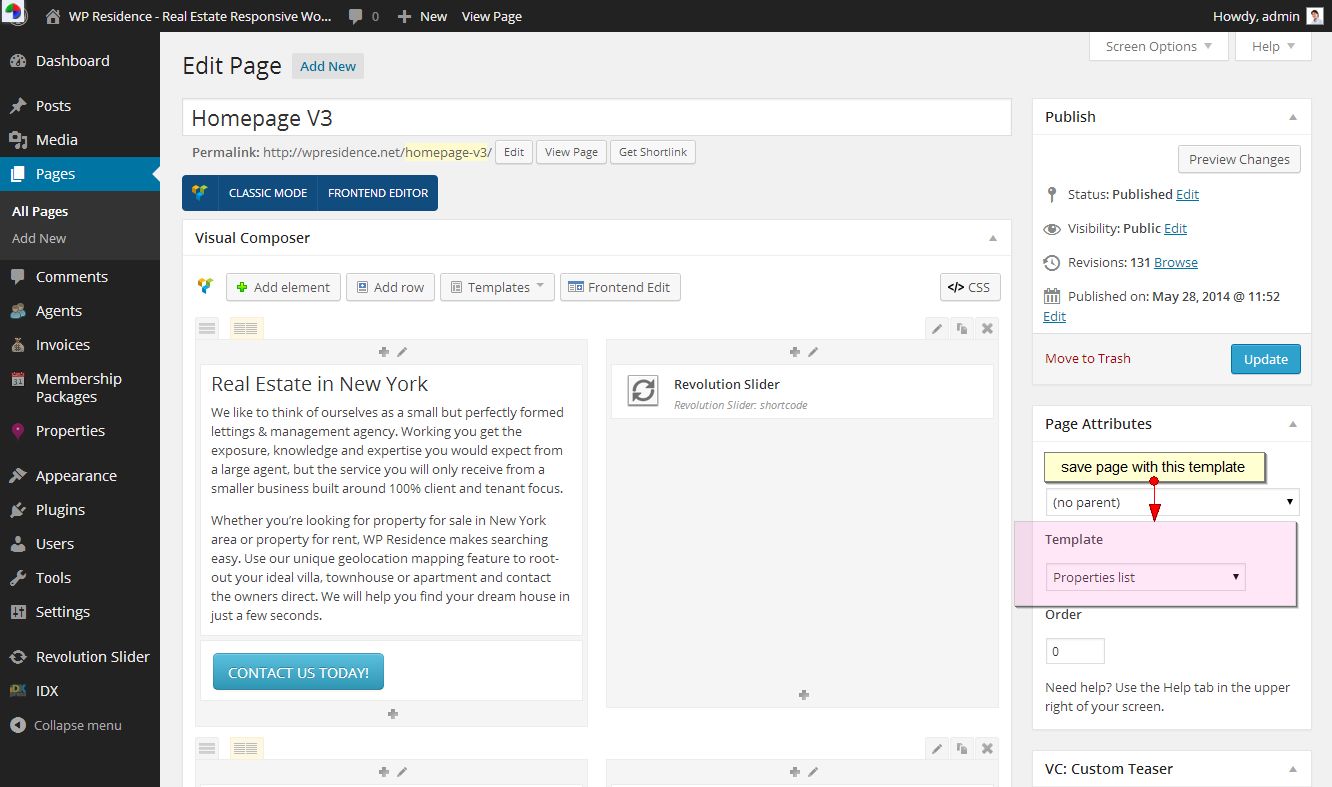 WP Residence - Real Estate Responsive Wo...
0
New
View Page
Howdy, admin
Dashboard
Posts
Media
Pages
All Pages
Add New
Comments
Agents
Invoices
Membership
Packages
Properties
Appearance
Plugins
Users
Tools
Settings
Revolution Slider
IDX
Collapse menu
Screen Options
Help
Edit Page
Add New
Homepage V3
Permalink: http://wpresidence.net/homepage-v3/
Edit
View Page
Get Shortlink
CLASSIC MODE
FRONTEND EDITOR
Visual Composer
Add element
Add row
Templates
Frontend Edit
</> CSS
Real Estate in New York
We like to think of ourselves as a small but perfectly formed
lettings & management agency. Working you get the
exposure, knowledge and expertise you would expect from
a large agent, but the service you will only receive from a
smaller business built around 100% client and tenant focus.
Whether you’re looking for property for sale in New York
area or property for rent, WP Residence makes searching
easy. Use our unique geolocation mapping feature to root-
out your ideal villa, townhouse or apartment and contact
the owners direct. We will help you find your dream house in
just a few seconds.
CONTACT US TODAY!
Revolution Slider
Revolution Slider: shortcode
Publish
Preview Changes
Status: Published Edit
Visibility: Public Edit
Revisions: 131 Browse
Published on: May 28, 2014 @ 11:52
Edit
Move to Trash
Update
Page Attributes
save page with this template
(no parent)
Template
Properties list
Order
0
Need help? Use the Help tab in the upper
right of your screen.
VC: Custom Teaser